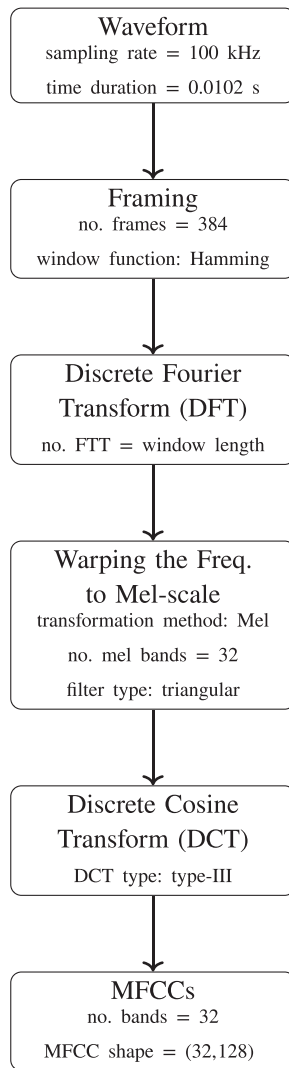 Waveform
sampling rate = 100 kHz
time duration = 0.0102 s
Framing
no. frames = 384
window function: Hamming
Discrete Fourier
Transform (DFT)
no. FTT = window length
Warping the Freq.
to Mel-scale
transformation method: Mel
no. mel bands = 32
filter type: triangular
Discrete Cosine
Transform (DCT)
DCT type: type-III
MFCCs
no. bands = 32
MFCC shape = (32,128)